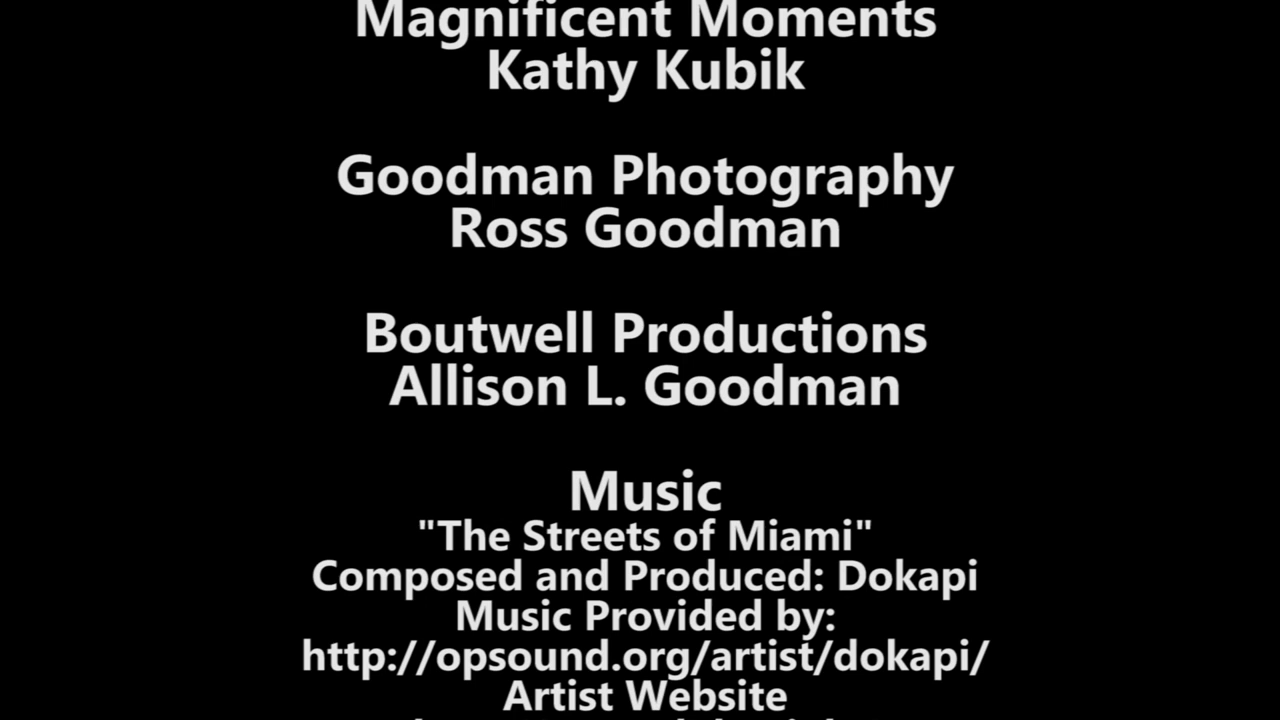 Magnificent Moments
Kathy Kubik
Goodman Photography
Ross Goodman
Boutwell Productions
Allison L. Goodman
Music
"The Streets of Miami"
Composed and Produced: Dokapi
Music Provided by:
http://opsound.org/artist/dokapi/
Artist Website